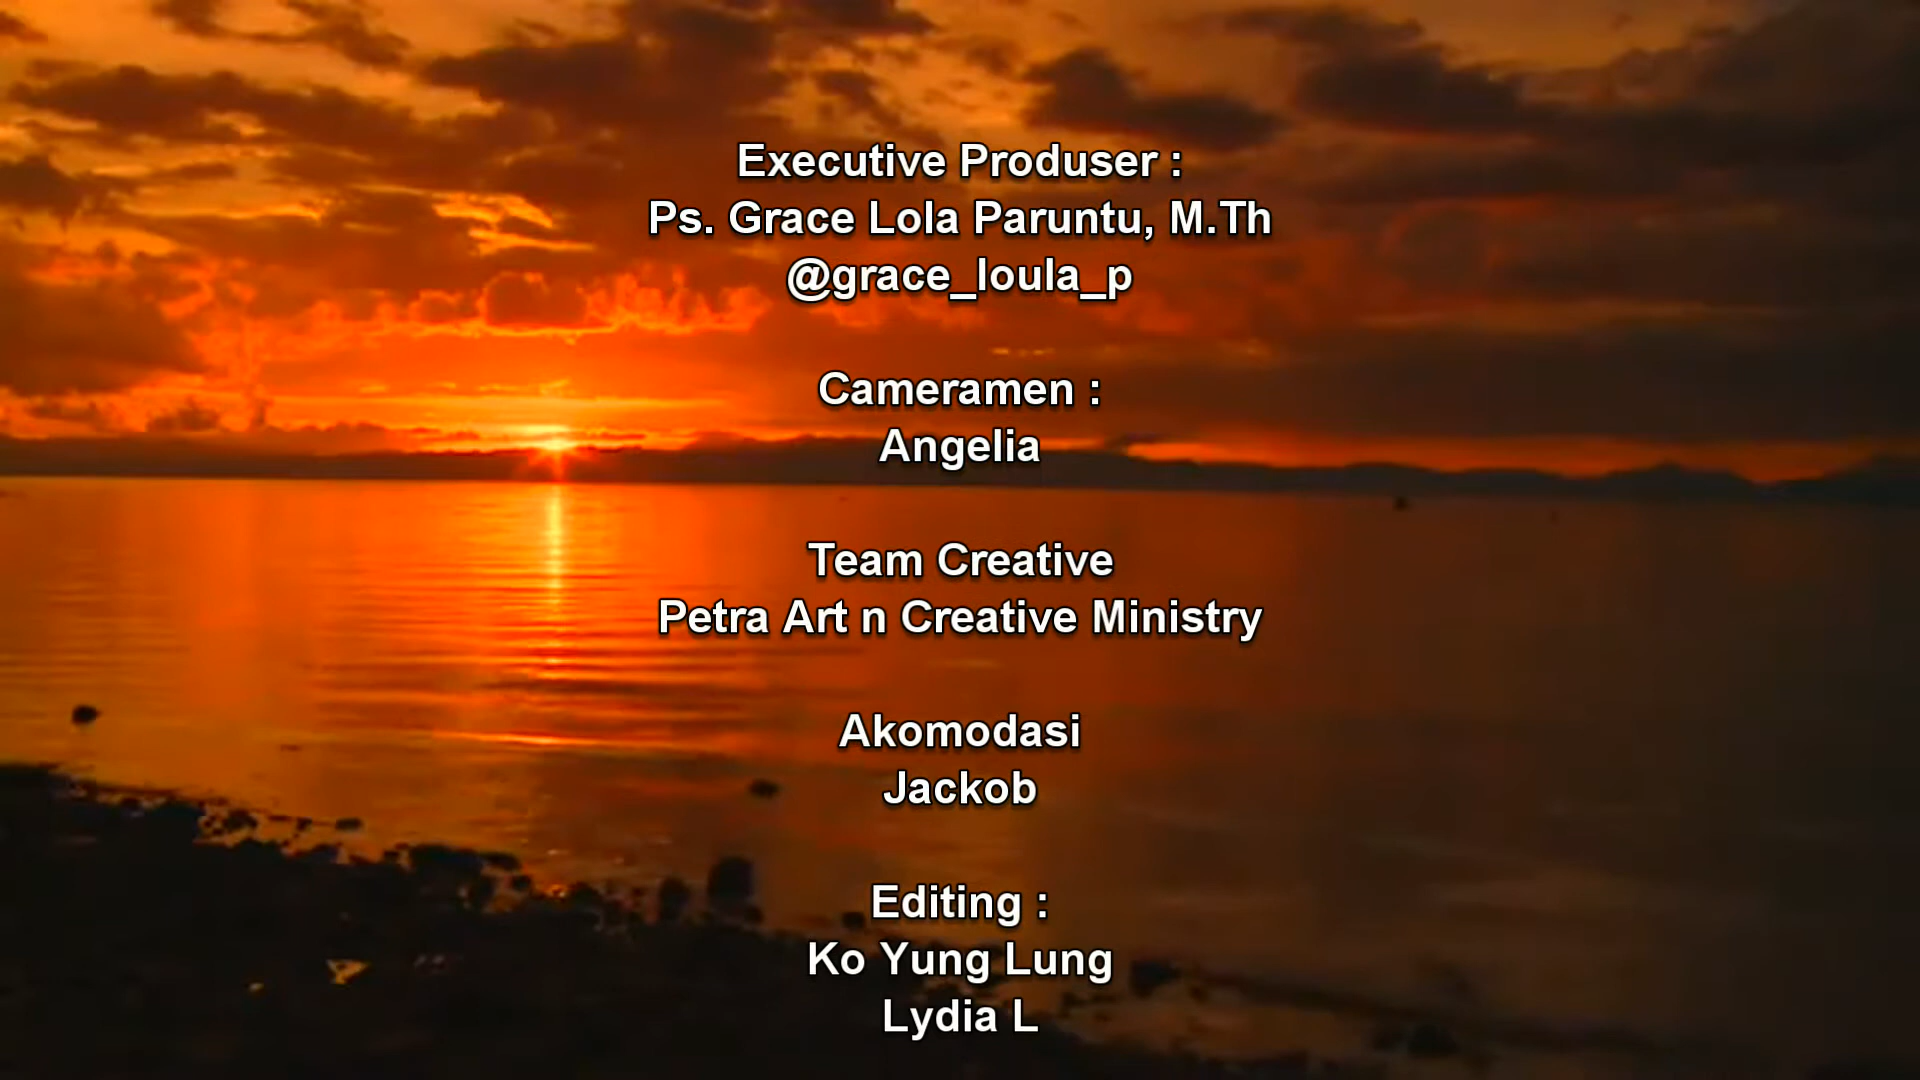 Executive Produser :
Ps. Grace Lola Paruntu, M.Th
@grace_loula_p
Cameramen :
Angelia
Team Creative
Petra Art n Creative Ministry
Akomodasi
Jackob
Editing :
Ko Yung Lung
Lydia L